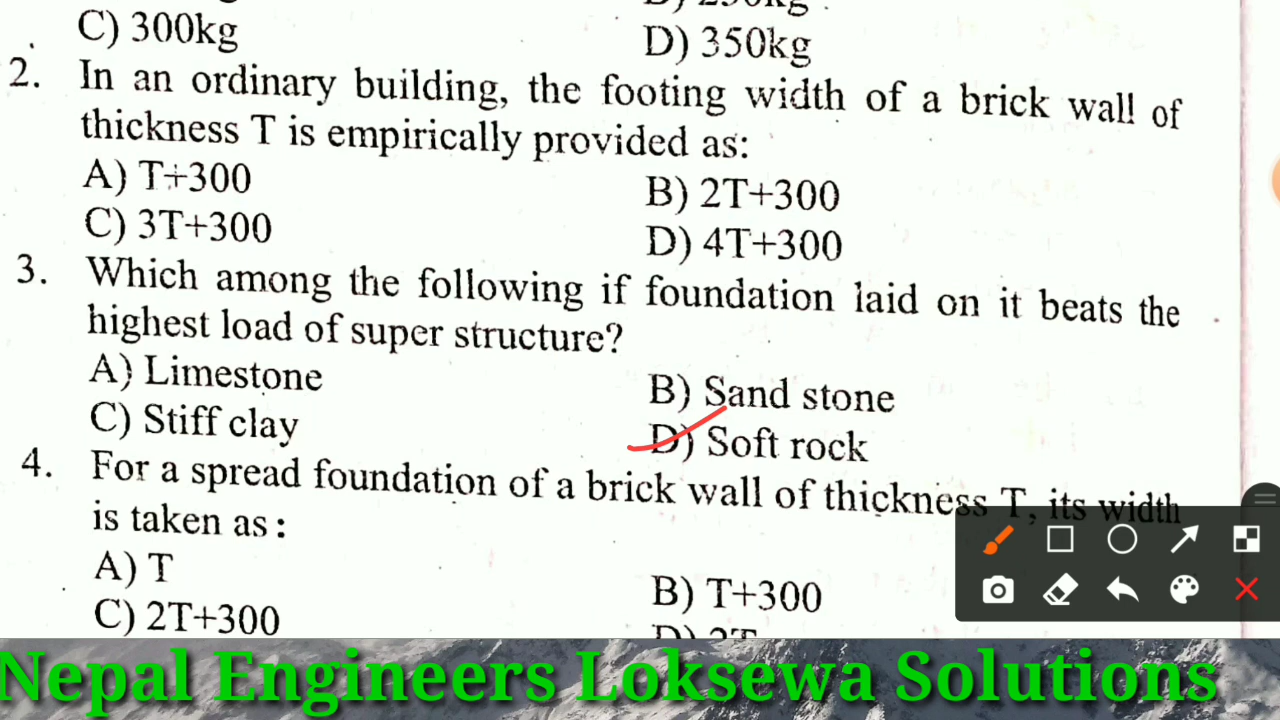 C) 300kg
D) 350kg
2. In an ordinary building, the footing width of a brick wall of
thickness T is empirically provided as:
A) T+300
B) 2T+300
C) 3T+300
D) 4T+300
3. Which among the following if foundation laid on it beats the
highest load of super structure?
A) Limestone
B) Sand stone
C) Stiff clay
D) Soft rock
4. For a spread foundation of a brick wall of thickness T, its width
is taken as :
A) T
B) T+300
C) 2T+300
Nepal Engineers Loksewa Solutions